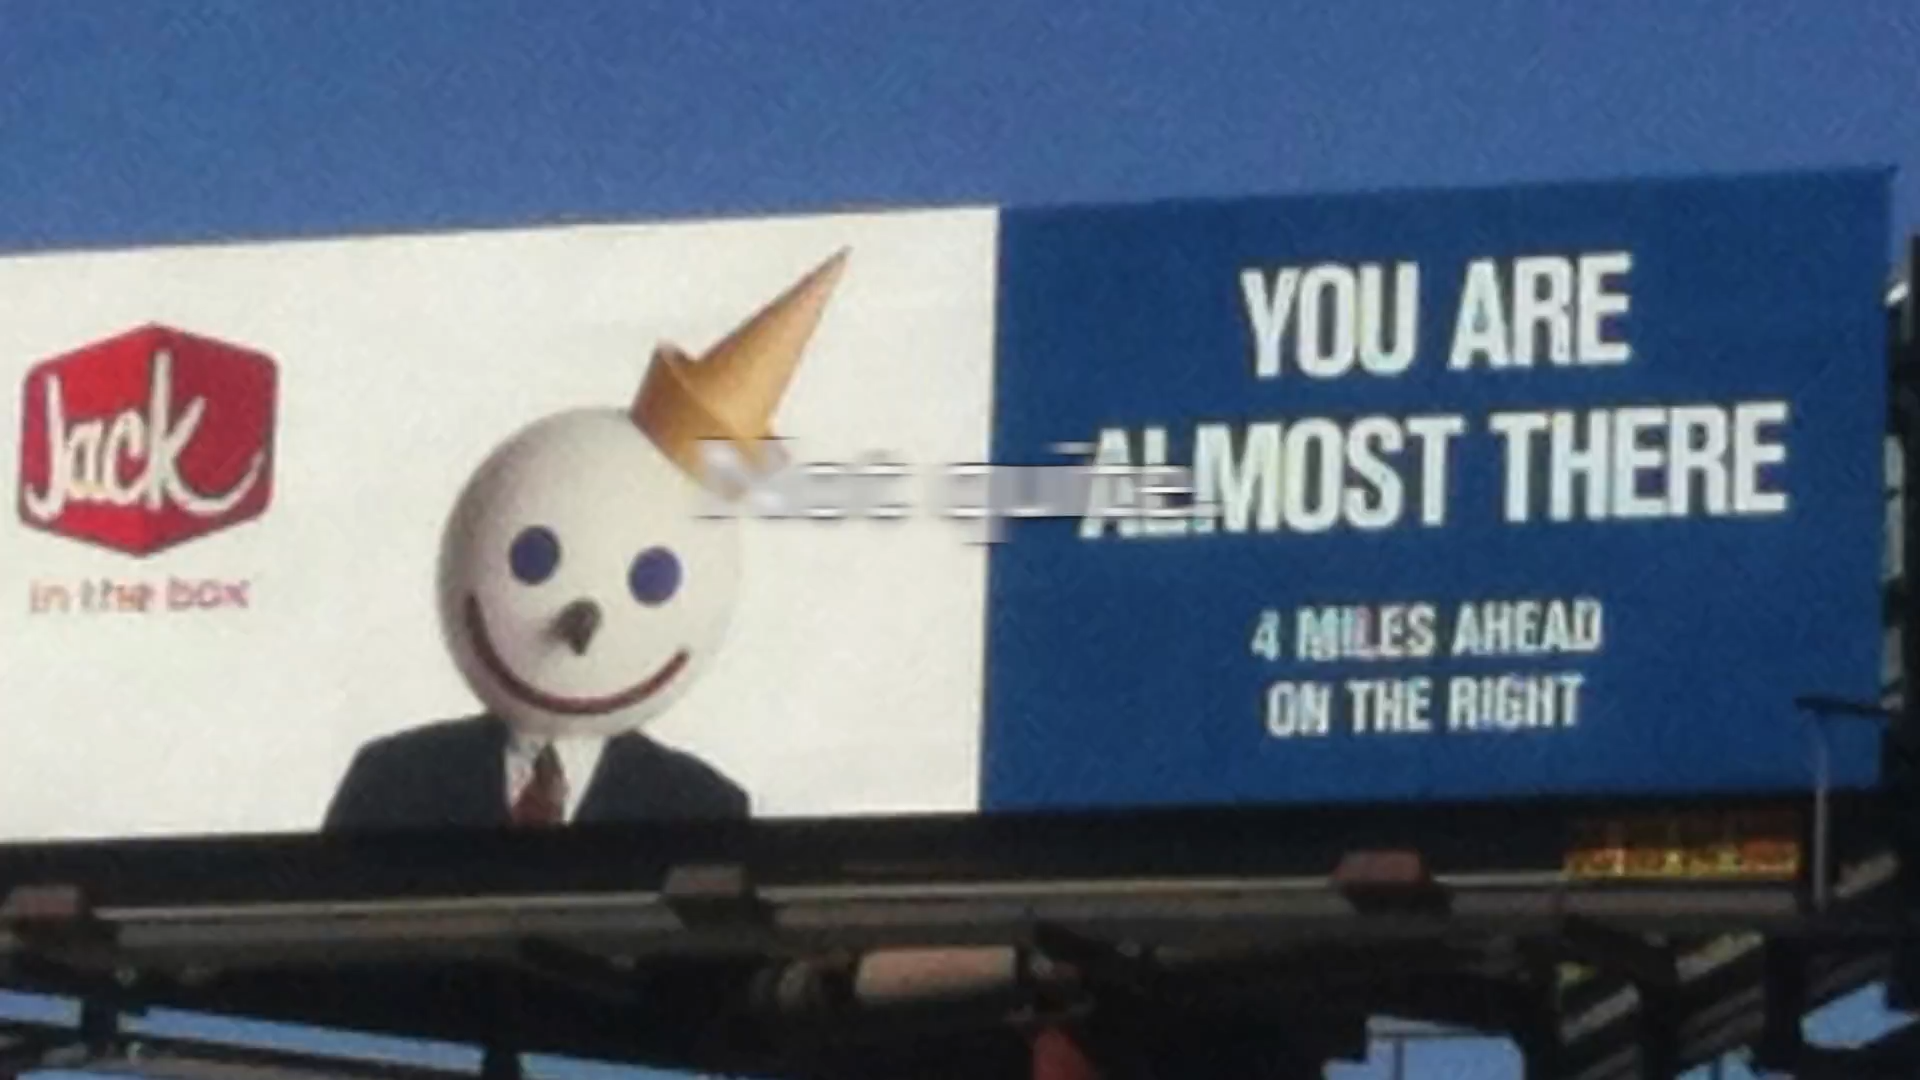 Jack
in the box
YOU ARE
ALMOST THERE
4 MILES AHEAD
ON THE RIGHT